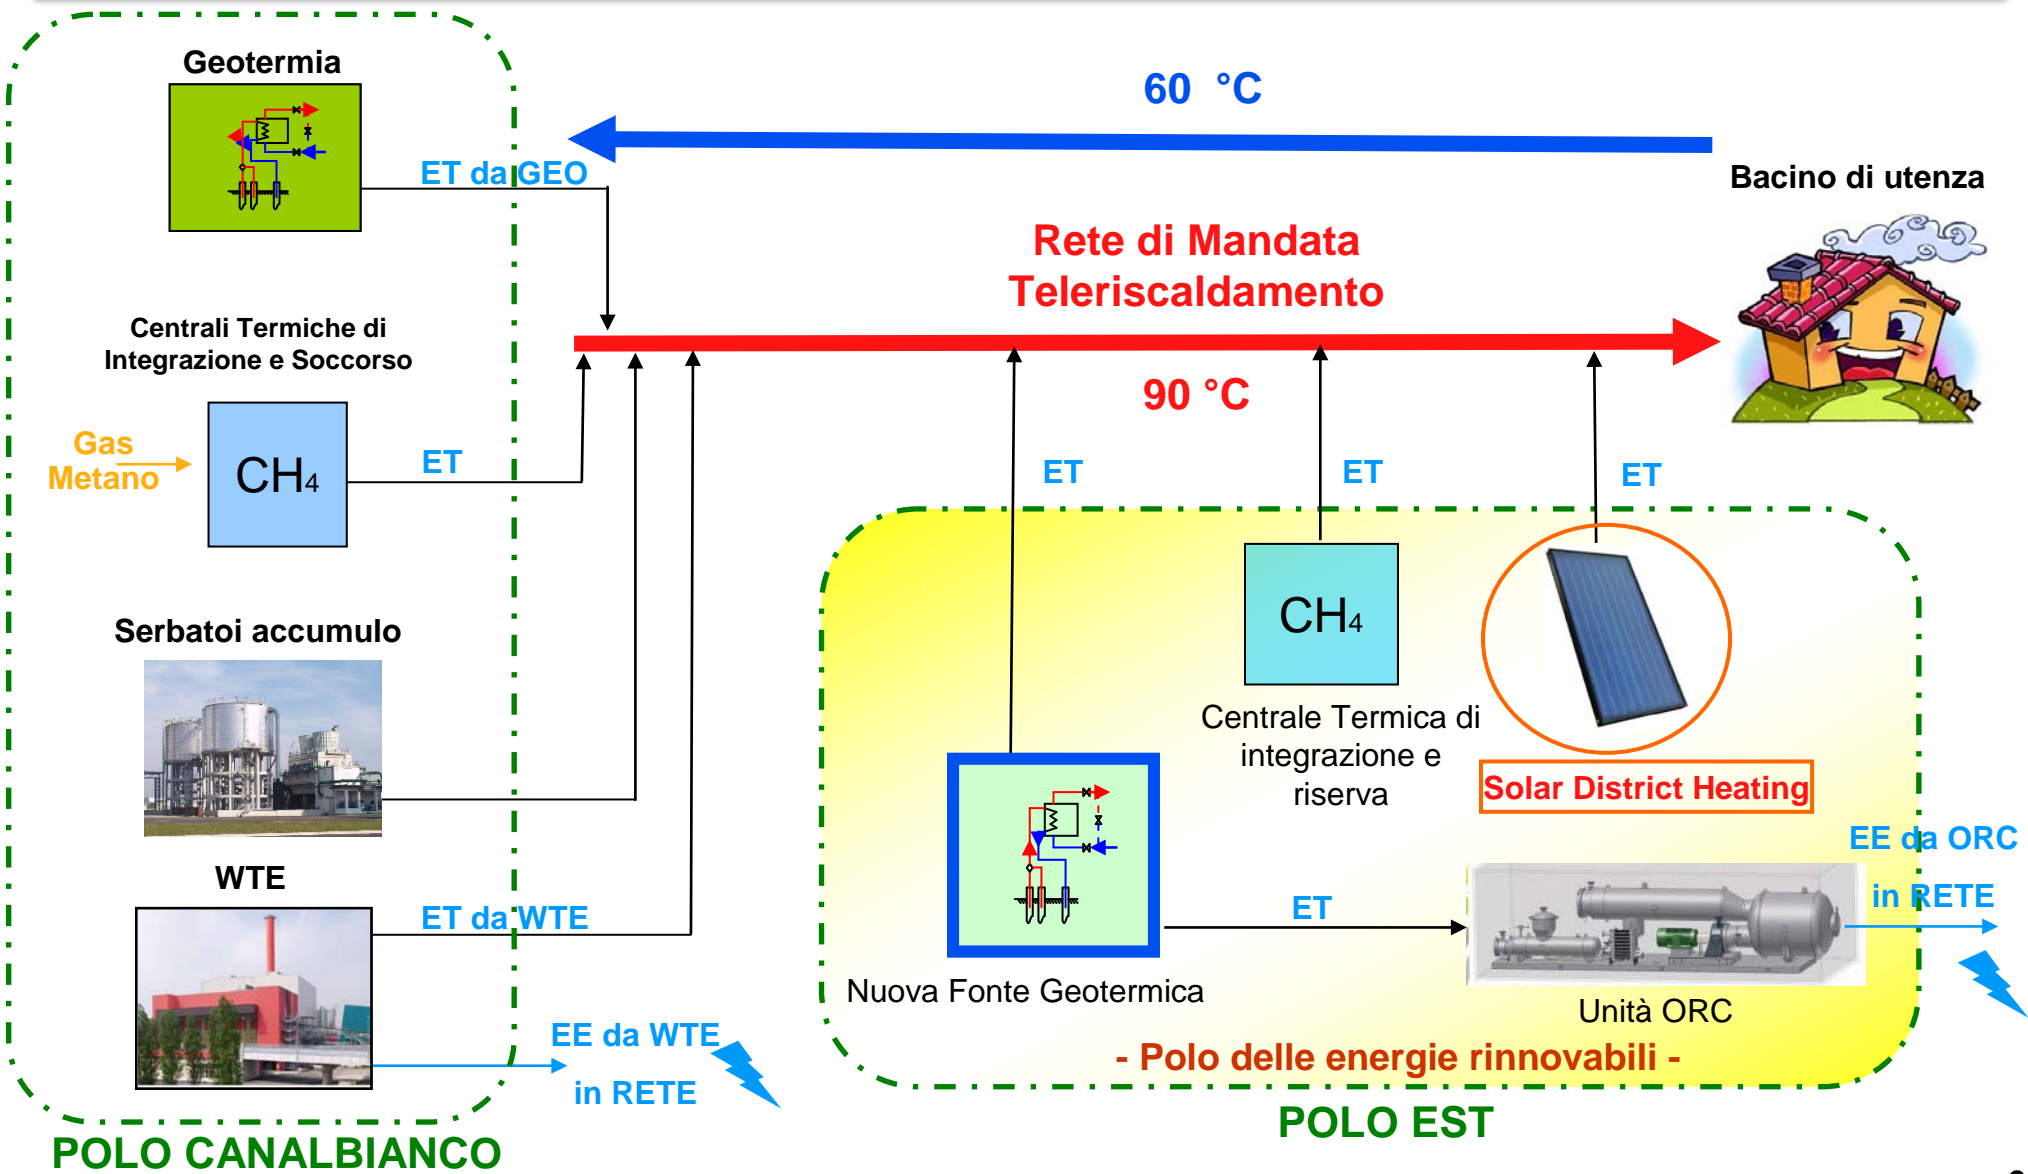 Geotermia
60 °C
ET da GEO
Bacino di utenza
Rete di Mandata
Teleriscaldamento
Centrali Termiche di
Integrazione e Soccorso
90 °C
Gas
Metano
CH4
ET
ET
ET
ET
Serbatoi accumulo
CH4
Centrale Termica di
integrazione e
riserva
Solar District Heating
WTE
ET da WTE
EE da ORC
in RETE
ET
Nuova Fonte Geotermica
Unità ORC
EE da WTE
in RETE
- Polo delle energie rinnovabili -
POLO EST
POLO CANALBIANCO